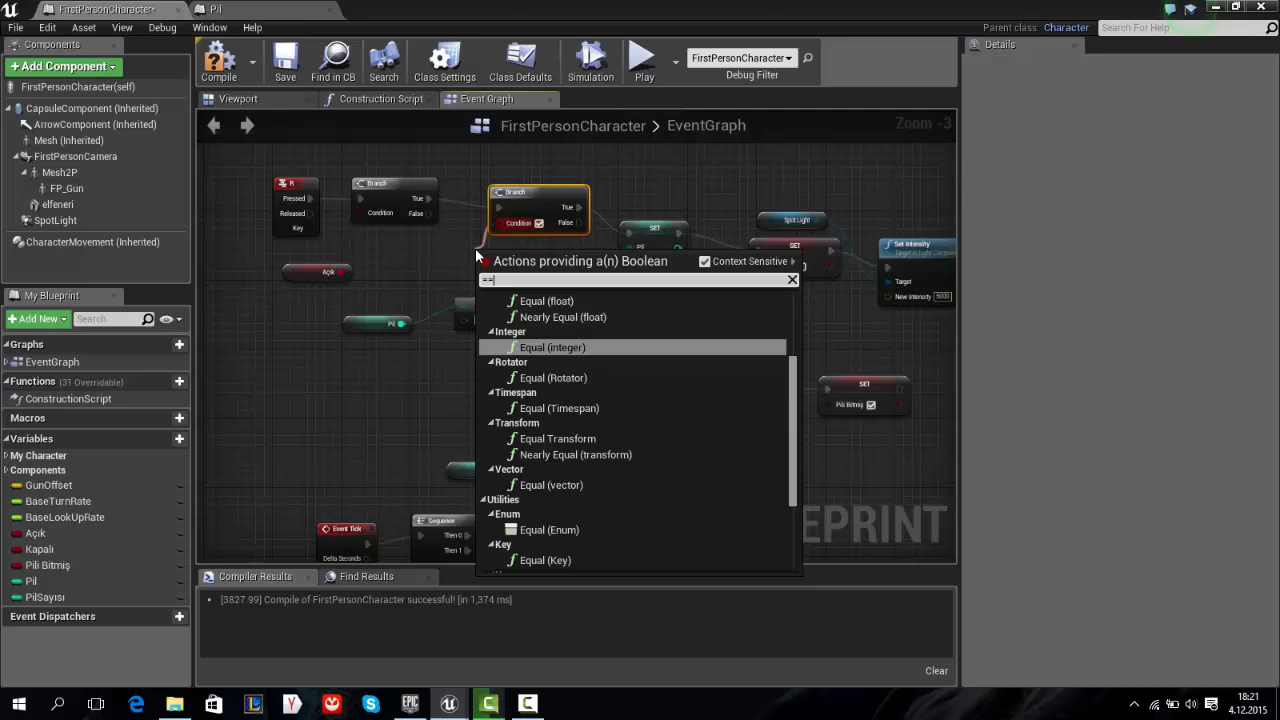 FirstPersonCharacter*
Pil
File Edit Asset View Debug Window Help
Parent class: Character
Search For Help
Components
+ Add Component
FirstPersonCharacter(self)
CapsuleComponent (Inherited)
ArrowComponent (Inherited)
Mesh (Inherited)
FirstPersonCamera
Mesh2P
FP_Gun
elfeneri
SpotLight
CharacterMovement (Inherited)
My Blueprint
+ Add New
Search
Graphs
EventGraph
Functions (31 Overridable)
ConstructionScript
Macros
Variables
My Character
Components
GunOffset
BaseTurnRate
BaseLookUpRate
Açık
Kapalı
Pili Bitmiş
Pil
PilSayısı
Event Dispatchers
Compile
Save
Find in CB
Search
Class Settings
Class Defaults
Simulation
Play
FirstPersonCharacter
Debug Filter
Viewport
Construction Script
Event Graph
FirstPersonCharacter > EventGraph
Zoom -3
R
Pressed
Released
Key
Branch
True
Condition
False
Branch
True
Condition
False
SET
Pil
Spot Light
SET
Set Intensity
Target is Light Component
Target
New Intensity 5000
Açık
Pil
SET
Pili Bitmiş
Event Tick
Delta Seconds
Sequence
Then 0
Then 1
EPRINT
Actions providing a(n) Boolean
Context Sensitive
==
Equal (float)
Nearly Equal (float)
Integer
Equal (integer)
Rotator
Equal (Rotator)
Timespan
Equal (Timespan)
Transform
Equal Transform
Nearly Equal (transform)
Vector
Equal (vector)
Utilities
Enum
Equal (Enum)
Key
Equal (Key)
Compiler Results
Find Results
[3827.99] Compile of FirstPersonCharacter successful! [in 1,374 ms]
Clear
Details
18:21
4.12.2015